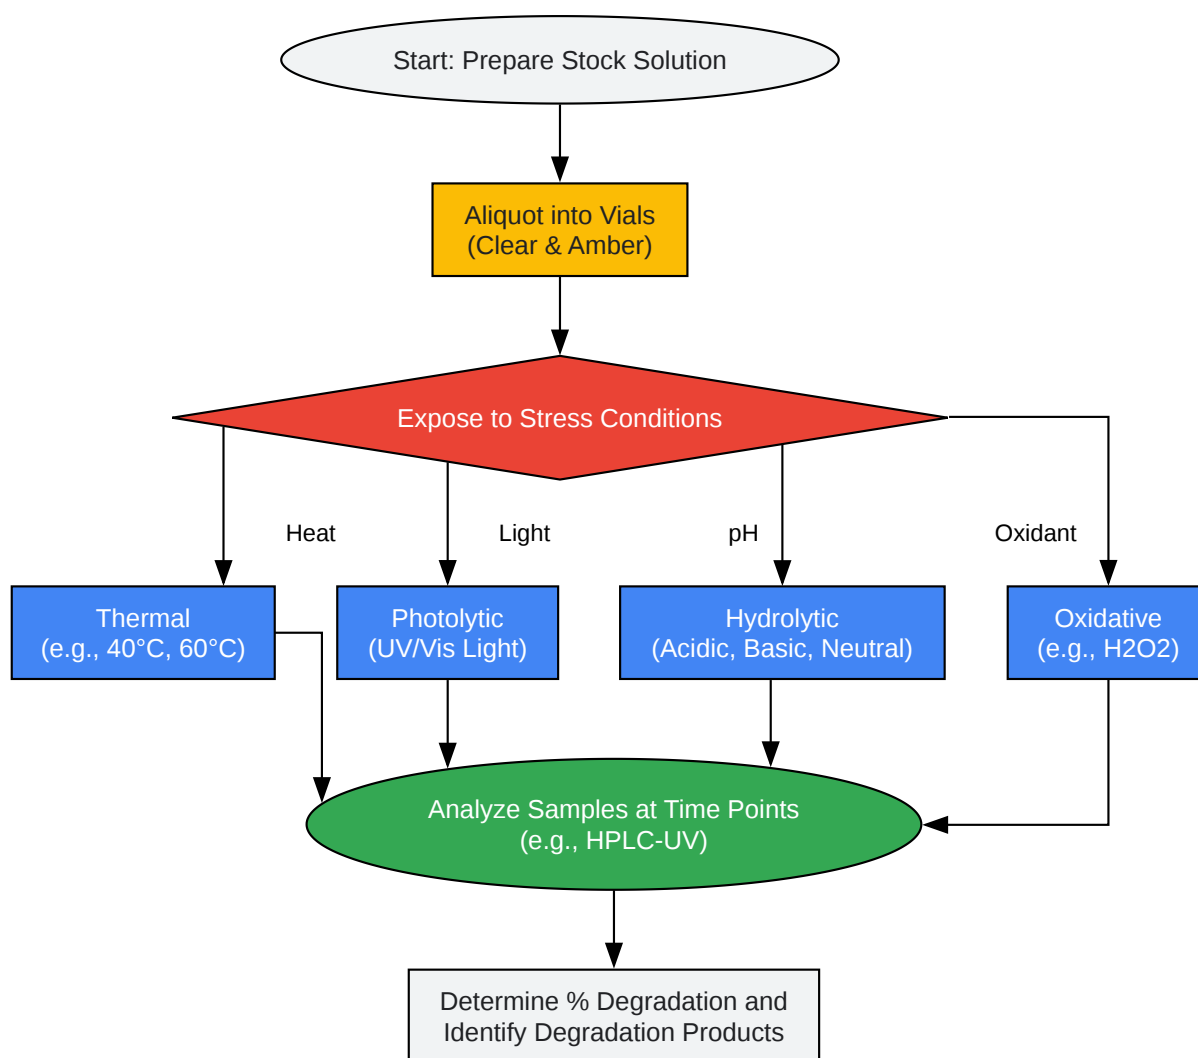 Start: Prepare Stock Solution
Aliquot into Vials
(Clear & Amber)
Expose to Stress Conditions
Heat
Light
pH
Oxidant
Thermal
(e.g., 40°C, 60°C)
Photolytic
(UV/Vis Light)
Hydrolytic
(Acidic, Basic, Neutral)
Oxidative
(e.g., H2O2)
Analyze Samples at Time Points
(e.g., HPLC-UV)
Determine % Degradation and
Identify Degradation Products